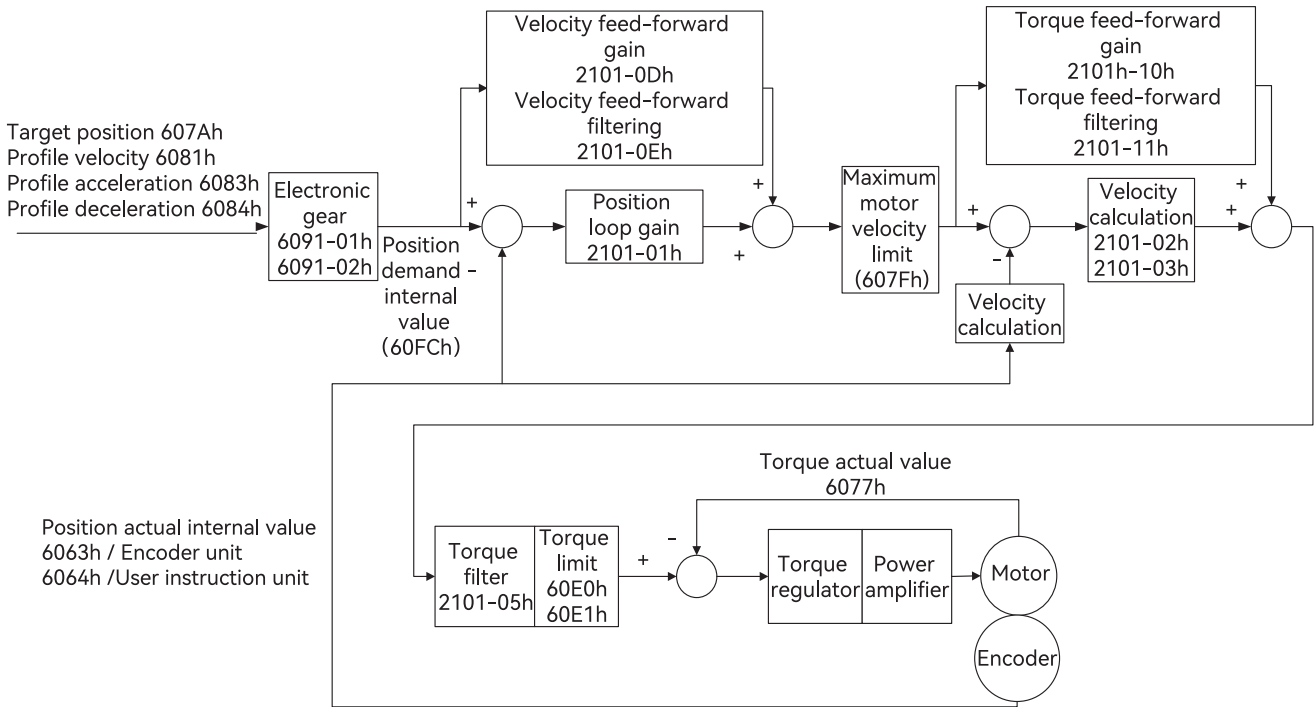 Velocity feed-forward
gain
2101-0Dh
Velocity feed-forward
filtering
2101-0Eh
Torque feed-forward
gain
2101h-10h
Torque feed-forward
filtering
2101-11h
Target position 607Ah
Profile velocity 6081h
Profile acceleration 6083h
Profile deceleration 6084h
Electronic
gear
6091-01h
6091-02h
+
Position
demand -
internal
value
(60FCh)
Position
loop gain
2101-01h
+
+
Maximum
motor
velocity
limit
(607Fh)
+
-
Velocity
calculation
Velocity
calculation
2101-02h
2101-03h
+
+
Torque actual value
6077h
Position actual internal value
6063h / Encoder unit
6064h /User instruction unit
Torque
filter
2101-05h
Torque
limit
60E0h
60E1h
+
-
Torque
regulator
Power
amplifier
Motor
Encoder